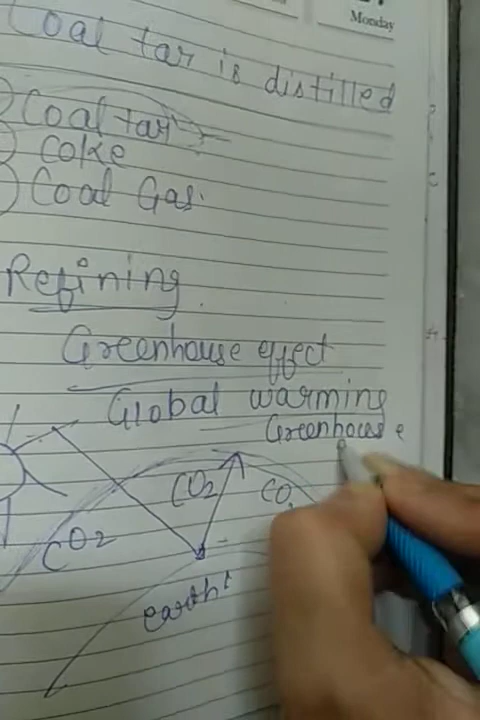 Monday
Coal tar is distilled
Coal tar
Coke
Coal Gas.
Refining
Greenhouse effect
Global warming
Greenhouse
CO2
CO2
CO2
earth